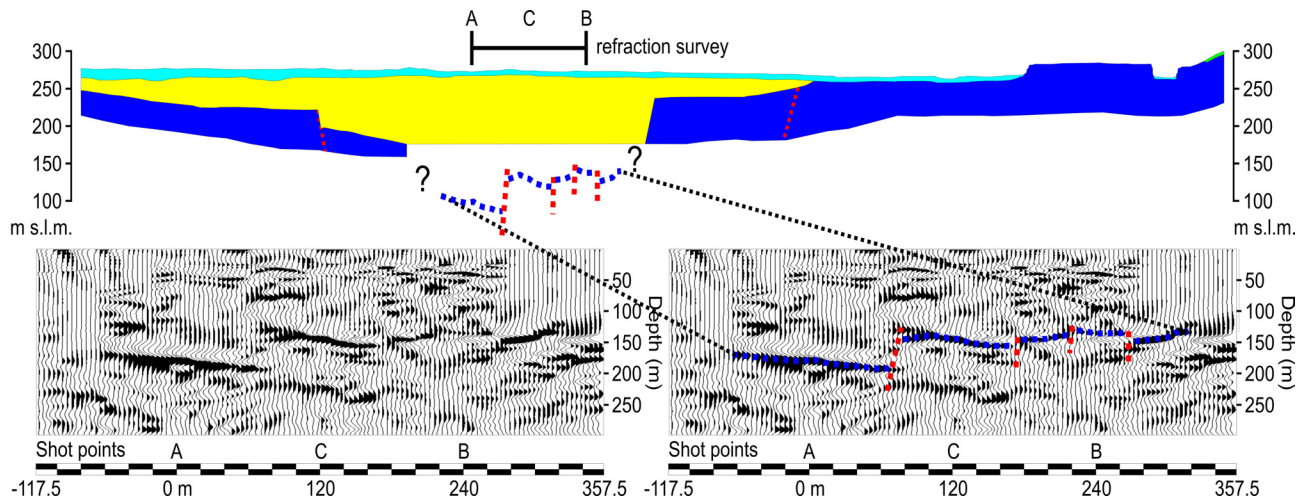 A C B
refraction survey
300 300
250 250
200 200
150 150
? ?
100 100
m s.l.m. m s.l.m.
50 50
100 100
150 150
200 200
250 250
Depth (m) Depth (m)
Shot points A C B Shot points A C B
-117.5 0 m 120 240 357.5 -117.5 0 m 120 240 357.5